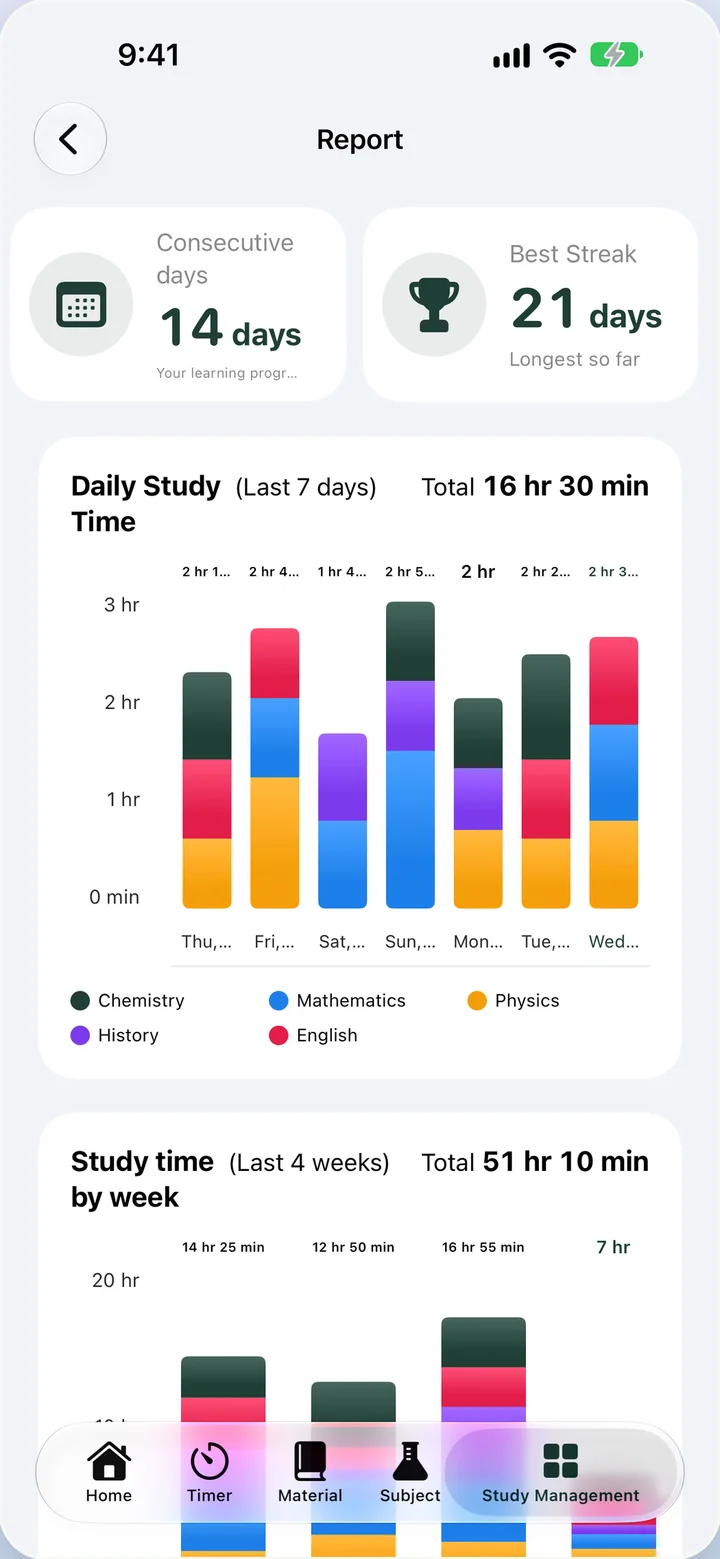 9:41
Report
Consecutive
days
14 days
Your learning progr...
Best Streak
21 days
Longest so far
Daily Study (Last 7 days) Total 16 hr 30 min
Time
2 hr 1... 2 hr 4... 1 hr 4... 2 hr 5... 2 hr 2 hr 2... 2 hr 3...
3 hr
2 hr
1 hr
0 min
Thu,... Fri,... Sat,... Sun,... Mon... Tue,... Wed...
Chemistry Mathematics Physics
History English
Study time (Last 4 weeks) Total 51 hr 10 min
by week
14 hr 25 min 12 hr 50 min 16 hr 55 min 7 hr
20 hr
Home Timer Material Subject Study Management